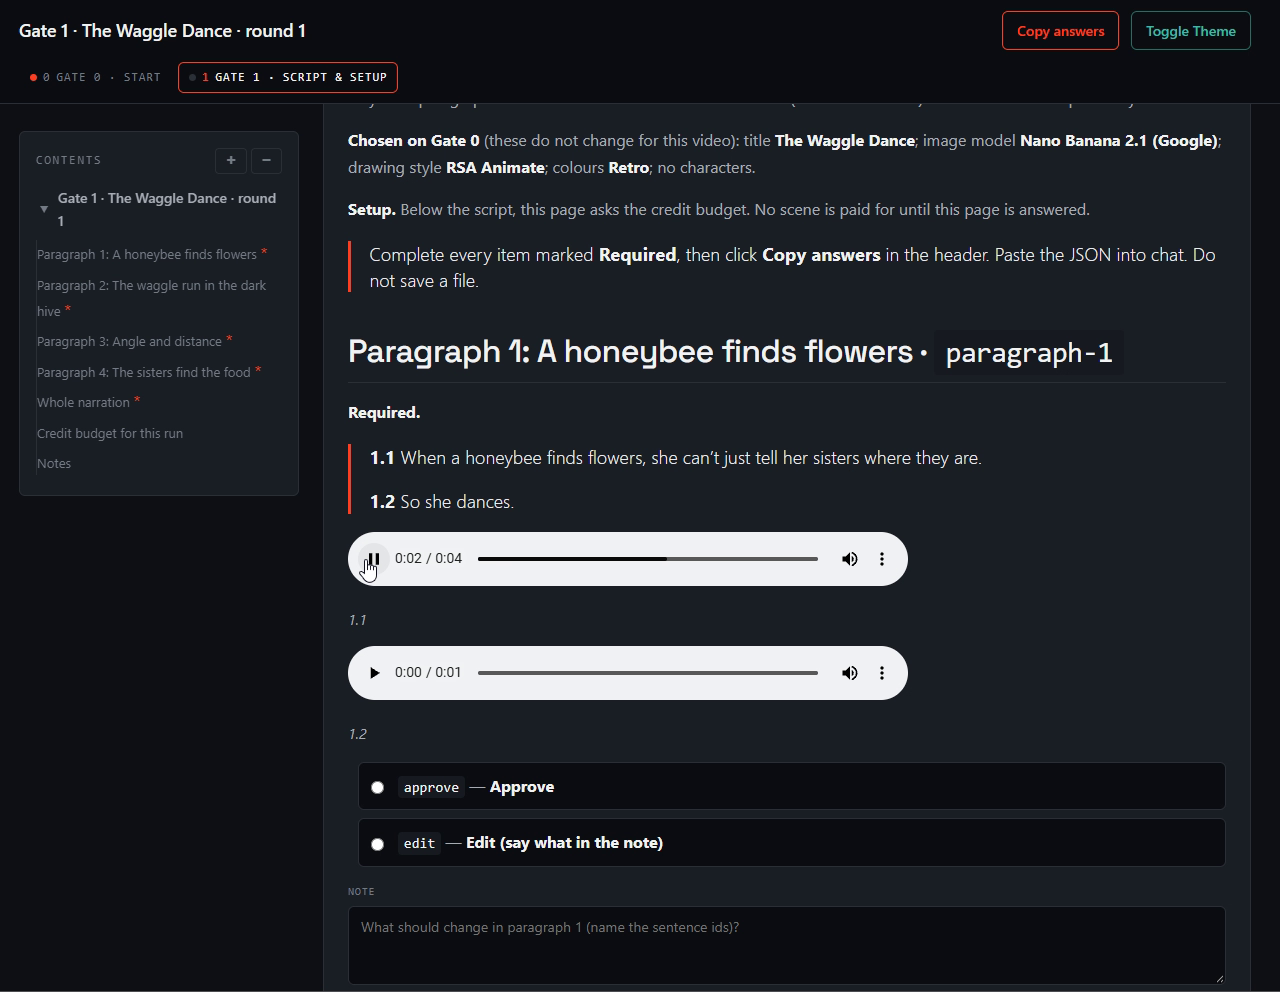 Gate 1 · The Waggle Dance · round 1
Copy answers
Toggle Theme
0 GATE 0 · START
1 GATE 1 · SCRIPT & SETUP
CONTENTS
+
−
▼ Gate 1 · The Waggle Dance · round
1
Paragraph 1: A honeybee finds flowers *
Paragraph 2: The waggle run in the dark
hive *
Paragraph 3: Angle and distance *
Paragraph 4: The sisters find the food *
Whole narration *
Credit budget for this run
Notes
Chosen on Gate 0 (these do not change for this video): title The Waggle Dance; image model Nano Banana 2.1 (Google);
drawing style RSA Animate; colours Retro; no characters.
Setup. Below the script, this page asks the credit budget. No scene is paid for until this page is answered.
Complete every item marked Required, then click Copy answers in the header. Paste the JSON into chat. Do
not save a file.
Paragraph 1: A honeybee finds flowers · paragraph-1
Required.
1.1 When a honeybee finds flowers, she can’t just tell her sisters where they are.
1.2 So she dances.
0:02 / 0:04
1.1
0:00 / 0:01
1.2
approve — Approve
edit — Edit (say what in the note)
NOTE
What should change in paragraph 1 (name the sentence ids)?